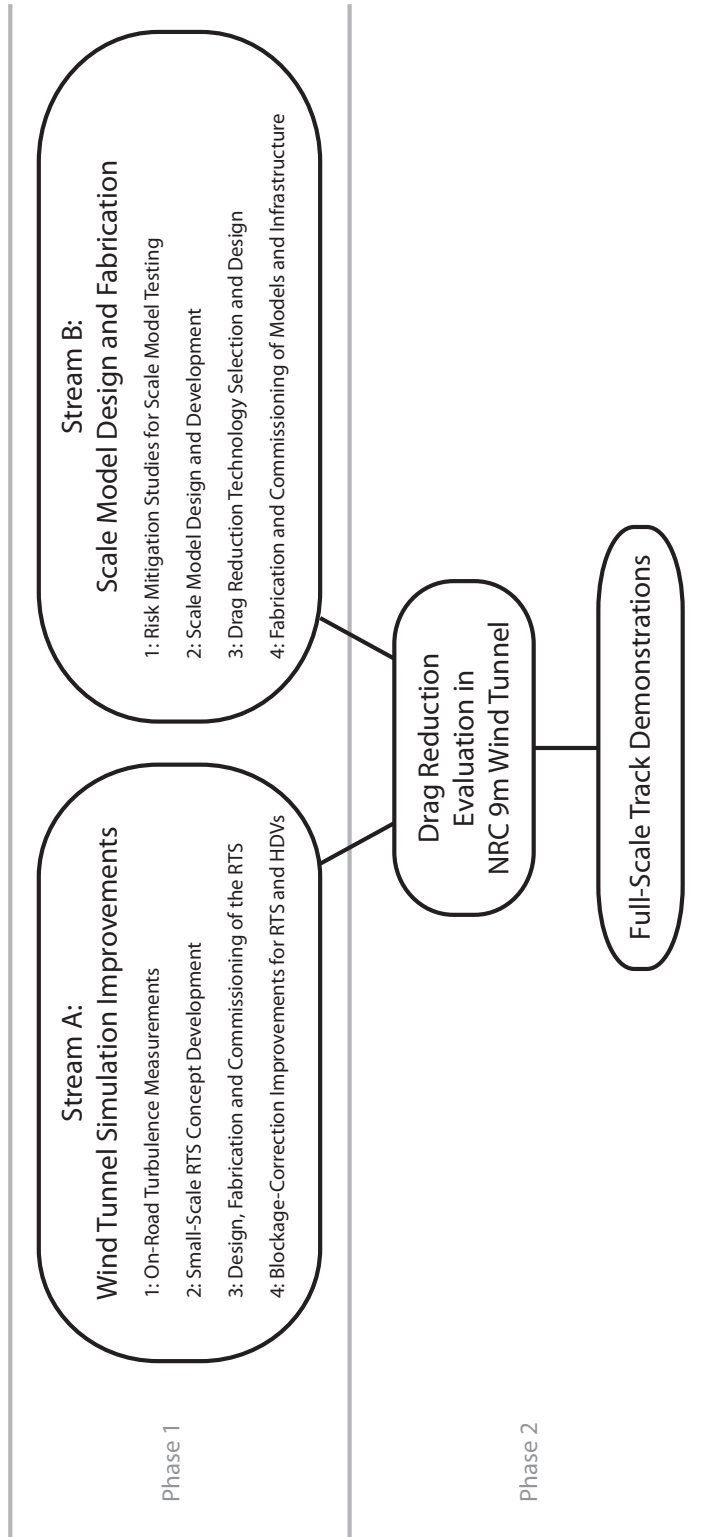 Phase 1
Stream A:
Wind Tunnel Simulation Improvements
1: On-Road Turbulence Measurements
2: Small-Scale RTS Concept Development
3: Design, Fabrication and Commissioning of the RTS
4: Blockage-Correction Improvements for RTS and HDVs
Stream B:
Scale Model Design and Fabrication
1: Risk Mitigation Studies for Scale Model Testing
2: Scale Model Design and Development
3: Drag Reduction Technology Selection and Design
4: Fabrication and Commissioning of Models and Infrastructure
Phase 2
Drag Reduction
Evaluation in
NRC 9m Wind Tunnel
Full-Scale Track Demonstrations